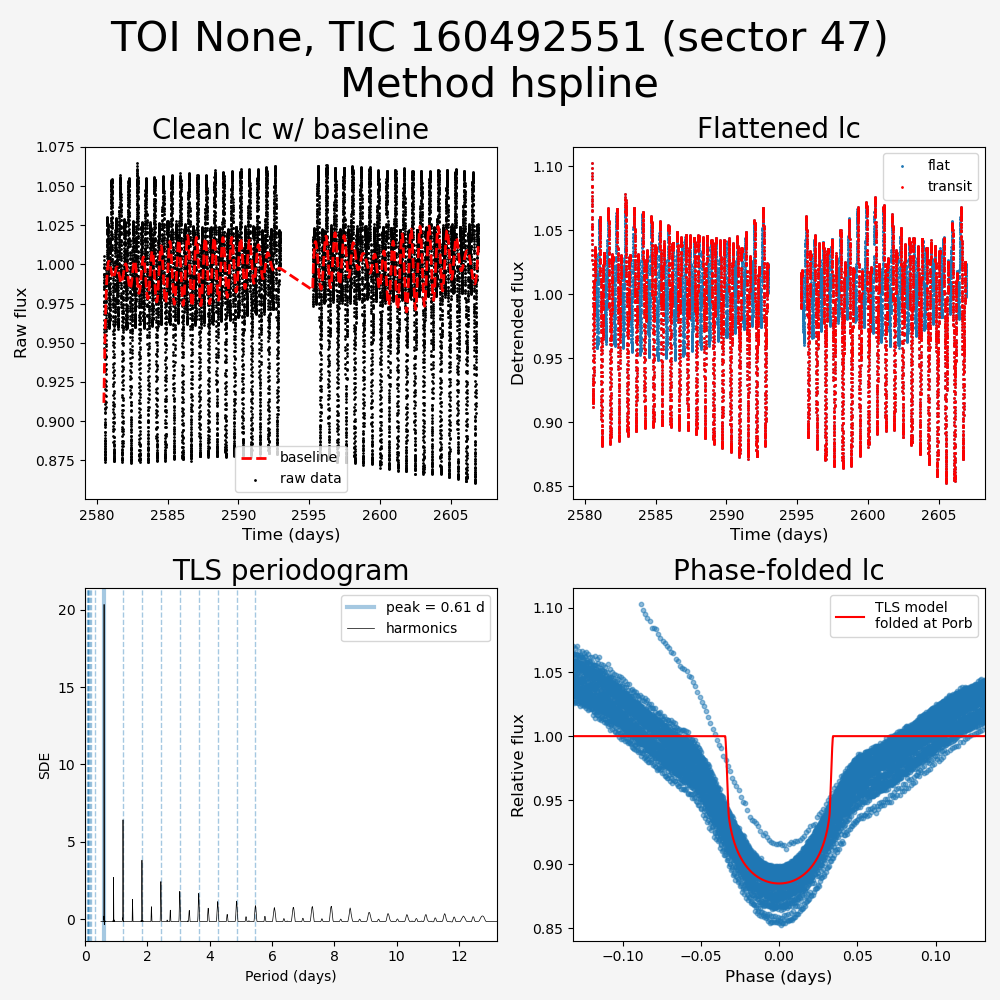 TOI None, TIC 160492551 (sector 47)
Method hspline
Clean lc w/ baseline
Raw flux
1.075
1.050
1.025
1.000
0.975
0.950
0.925
0.900
0.875
baseline
raw data
2580 2585 2590 2595 2600 2605
Time (days)
Flattened lc
Detrended flux
1.10
1.05
1.00
0.95
0.90
0.85
flat
transit
2580 2585 2590 2595 2600 2605
Time (days)
TLS periodogram
SDE
20
15
10
5
0
peak = 0.61 d
harmonics
0 2 4 6 8 10 12
Period (days)
Phase-folded lc
Relative flux
1.10
1.05
1.00
0.95
0.90
0.85
TLS model
folded at Porb
−0.10 −0.05 0.00 0.05 0.10
Phase (days)